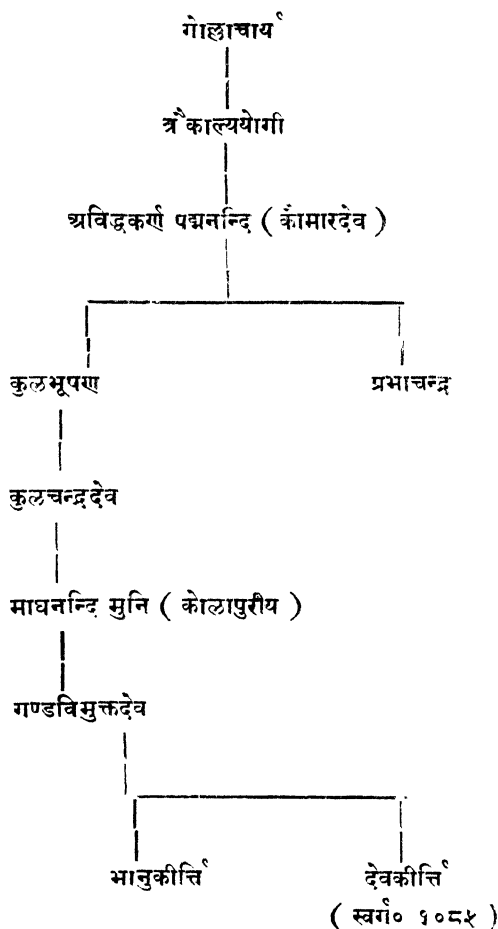 गोल्लाचार्य
त्रैकाल्ययोगी
अविद्धकर्ण पद्मनन्दि ( कौमारदेव )
कुलभूषण प्रभाचन्द्र
कुलचन्द्रदेव
माघनन्दि मुनि ( कोलापुरीय )
गण्डविमुक्तदेव
भानुकीर्त्ति देवकीर्त्ति
( स्वर्ग० १०८५ )